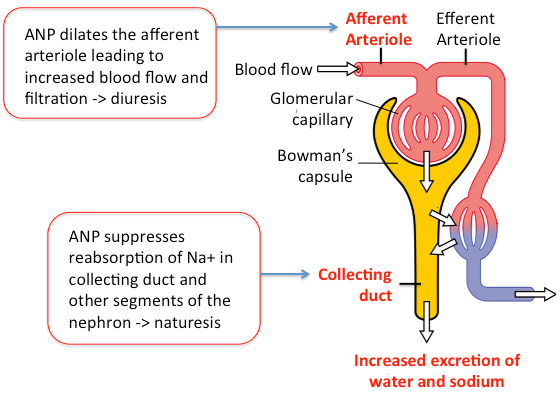 ANP dilates the afferent
arteriole leading to
increased blood flow and
filtration -> diuresis
Afferent
Arteriole
Efferent
Arteriole
Blood flow
Glomerular
capillary
Bowman's
capsule
ANP suppresses
reabsorption of Na+ in
collecting duct and
other segments of the
nephron -> naturesis
Collecting
duct
Increased excretion of
water and sodium